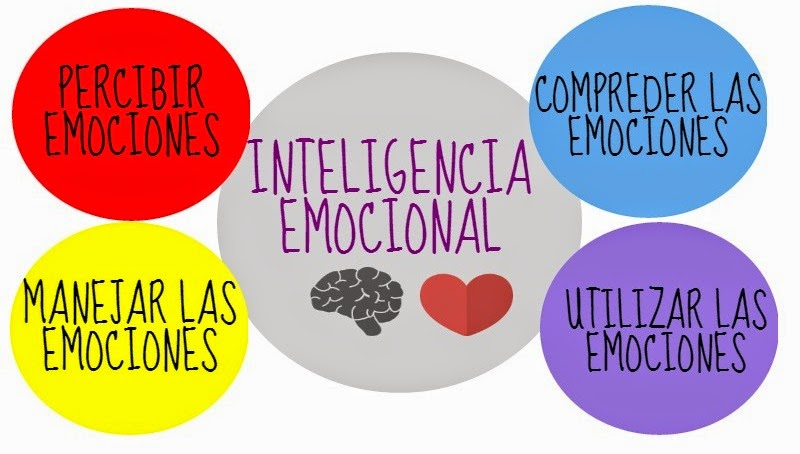 PERCIBIR
EMOCIONES
COMPREDER LAS
EMOCIONES
INTELIGENCIA
EMOCIONAL
MANEJAR LAS
EMOCIONES
UTILIZAR LAS
EMOCIONES